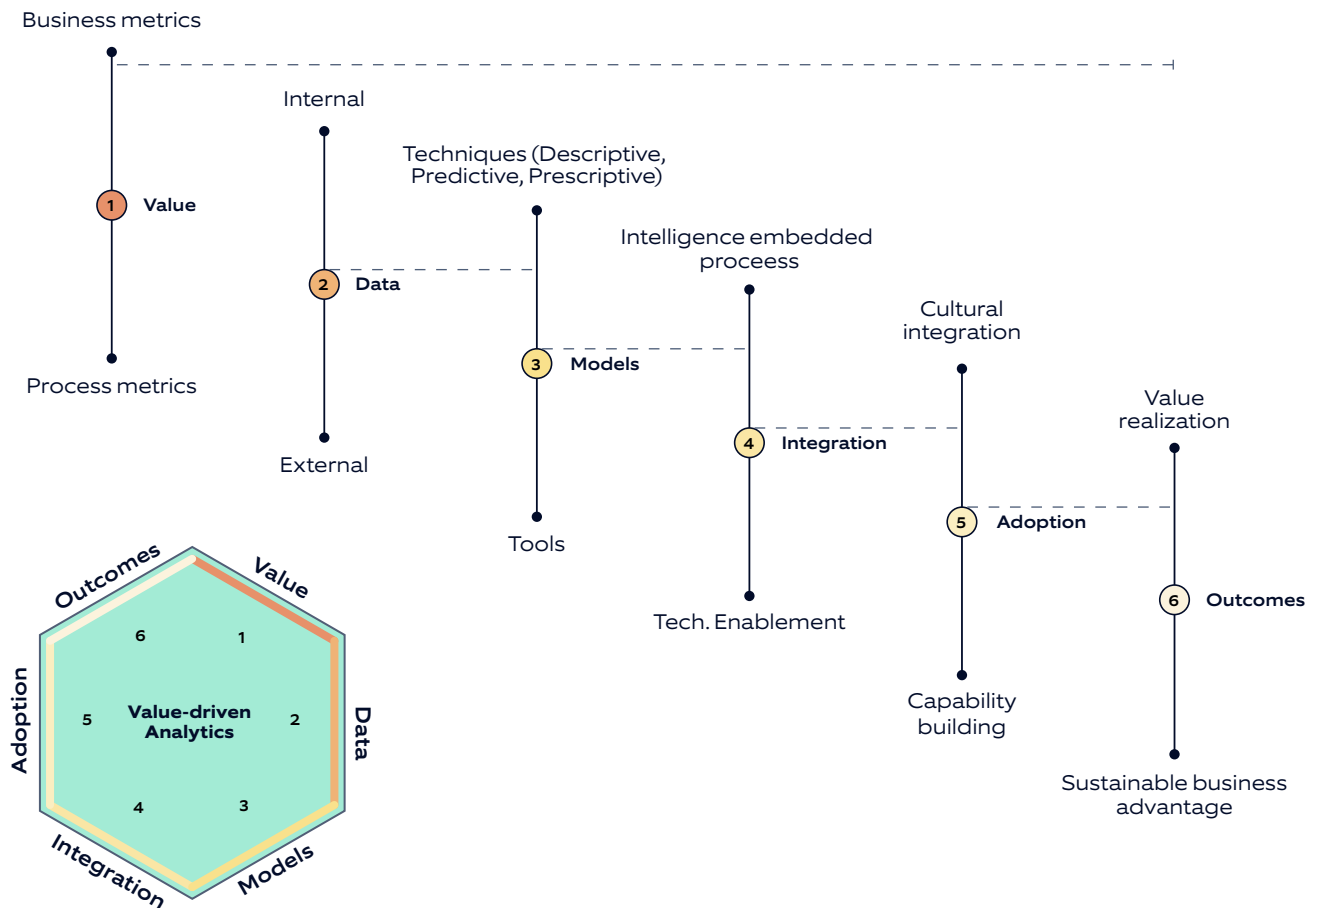 Business metrics
1 Value
Process metrics
Internal
2 Data
External
Techniques (Descriptive,
Predictive, Prescriptive)
3 Models
Tools
Intelligence embedded
proceess
4 Integration
Tech. Enablement
Cultural
integration
5 Adoption
Capability
building
Value
realization
6 Outcomes
Sustainable business
advantage
Outcomes
Value
6
1
Adoption
5
Value-driven
Analytics
2
Data
4
3
Integration
Models